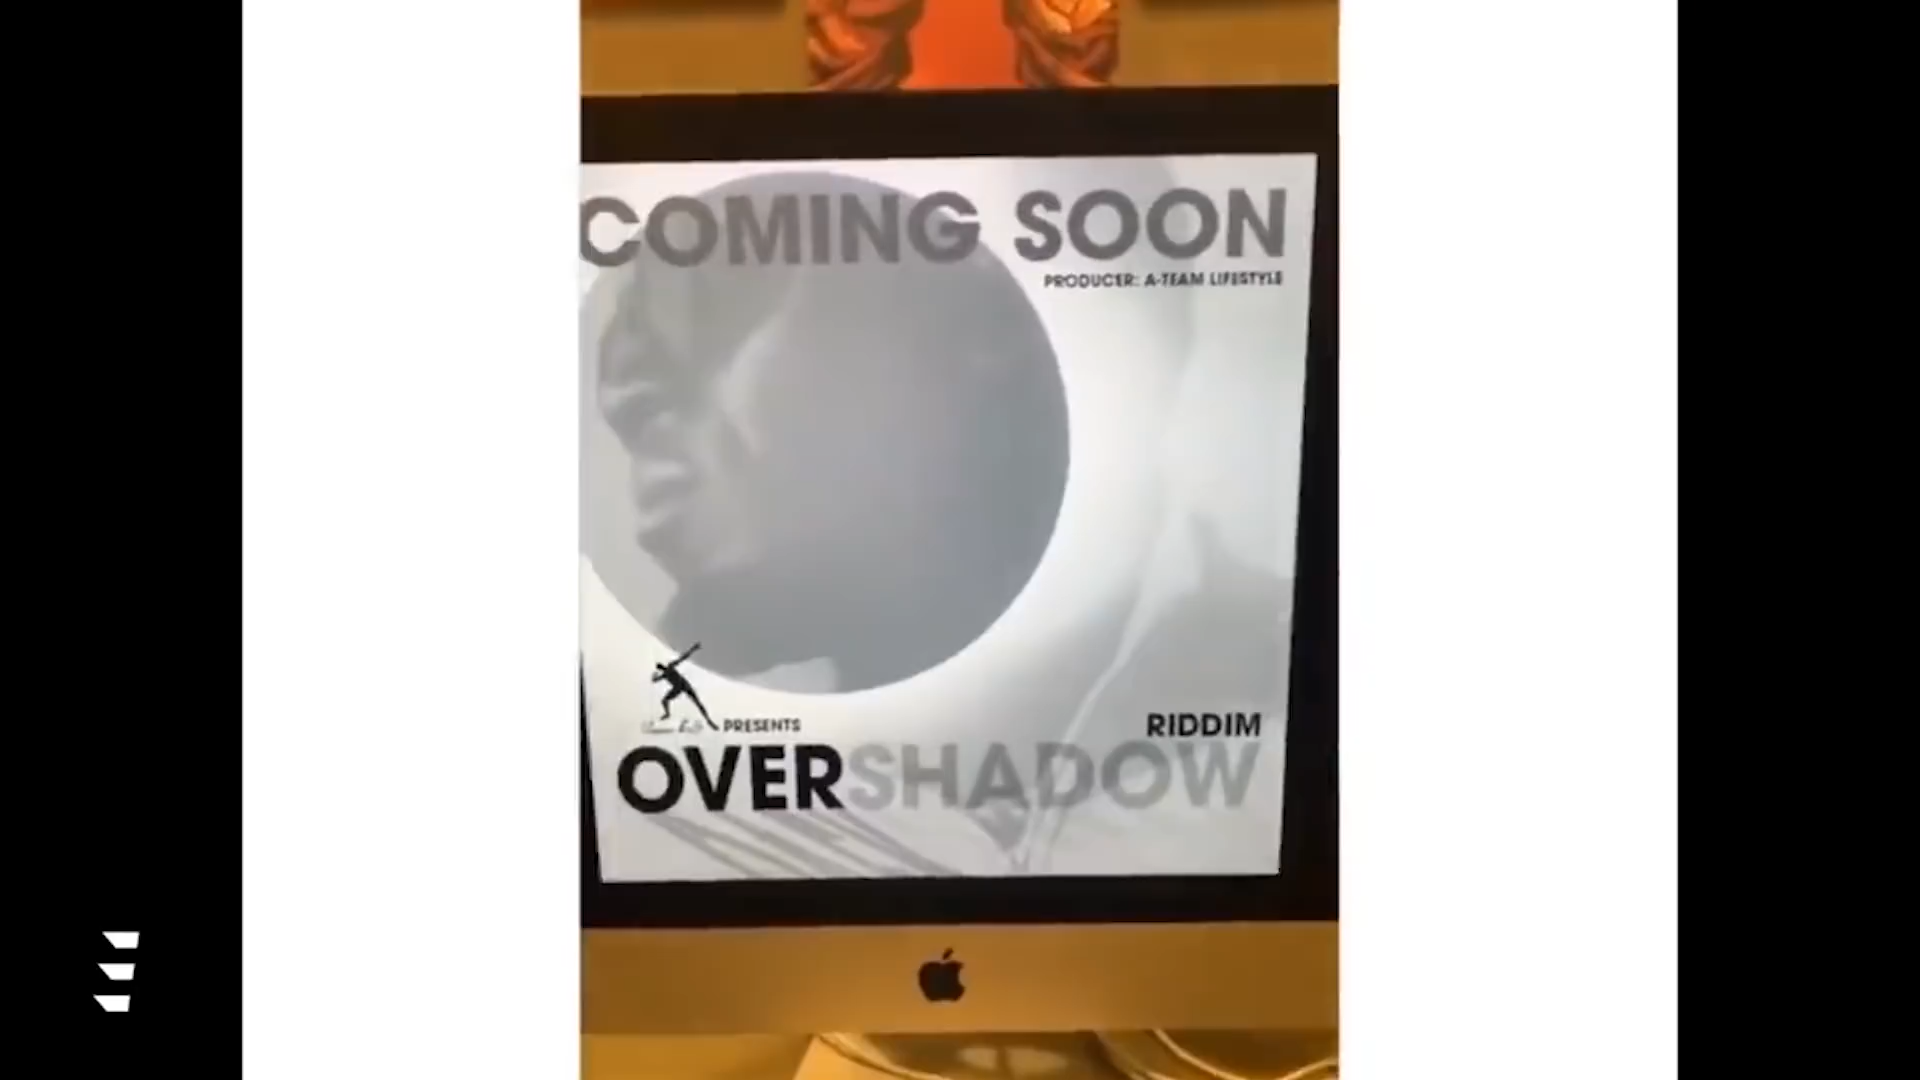 COMING SOON
PRODUCER: A-TEAM LIFESTYLE
PRESENTS
RIDDIM
OVERSHADOW